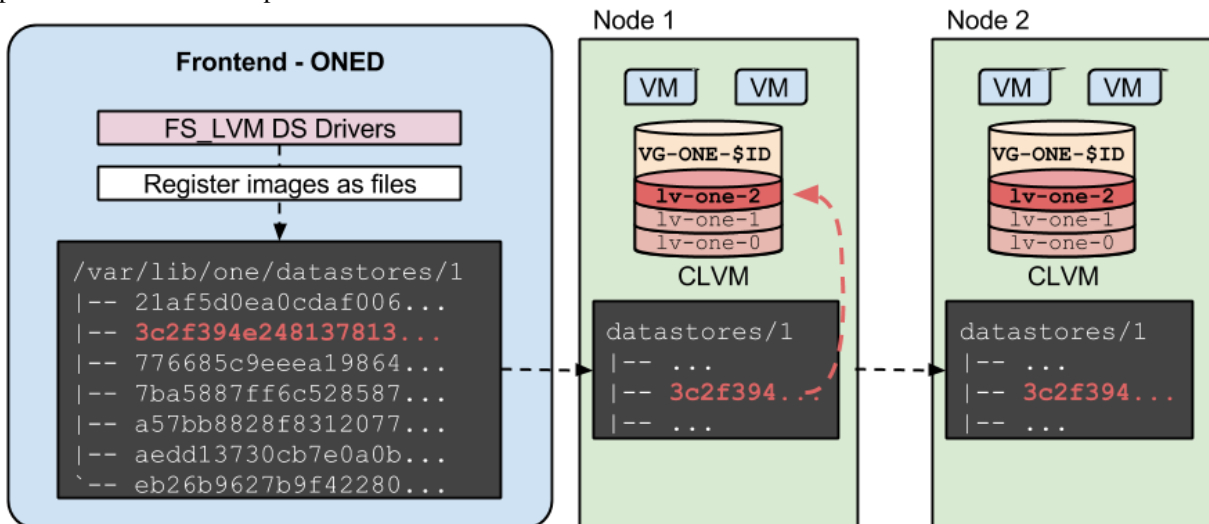 Frontend - ONED
FS_LVM DS Drivers
Register images as files
/var/lib/one/datastores/1
|-- 21af5d0ea0cdaf006...
|-- 3c2f394e248137813...
|-- 776685c9eeea19864...
|-- 7ba5887ff6c528587...
|-- a57bb8828f8312077...
|-- aedd13730cb7e0a0b...
`-- eb26b9627b9f42280...
Node 1
VM VM
VG-ONE-$ID
lv-one-2
lv-one-1
lv-one-0
CLVM
datastores/1
|-- ...
|-- 3c2f394...
|-- ...
Node 2
VM VM
VG-ONE-$ID
lv-one-2
lv-one-1
lv-one-0
CLVM
datastores/1
|-- ...
|-- 3c2f394...
|-- ...